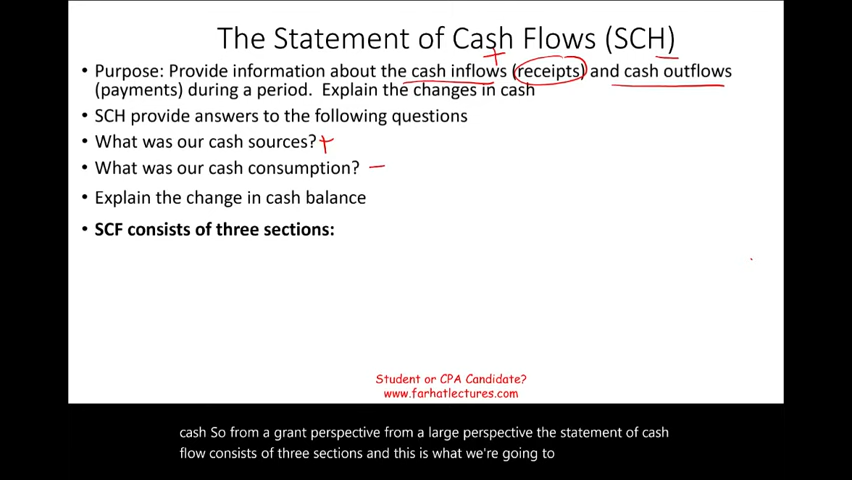 The Statement of Cash Flows (SCH)
• Purpose: Provide information about the cash inflows (receipts) and cash outflows
(payments) during a period. Explain the changes in cash
• SCH provide answers to the following questions
• What was our cash sources? +
• What was our cash consumption? −
• Explain the change in cash balance
• SCF consists of three sections:
Student or CPA Candidate?
www.farhatlectures.com
cash So from a grant perspective from a large perspective the statement of cash
flow consists of three sections and this is what we're going to